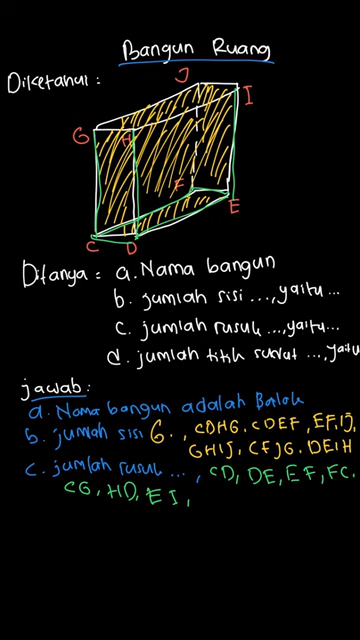 Bangun Ruang
Diketahui :
J
I
G
H
F
E
C
D
Ditanya : a. Nama bangun
b. jumlah sisi ..., yaitu ...
c. jumlah rusuk ..., yaitu ...
d. jumlah titik sudut ..., yaitu
jawab :
a. Nama bangun adalah Balok
b. jumlah sisi 6 . , CDHG, CDEF, EFIJ,
GHIJ, CFJG, DEIH
c. jumlah rusuk ... , CD, DE, EF, FC,
CG, HD, EI,